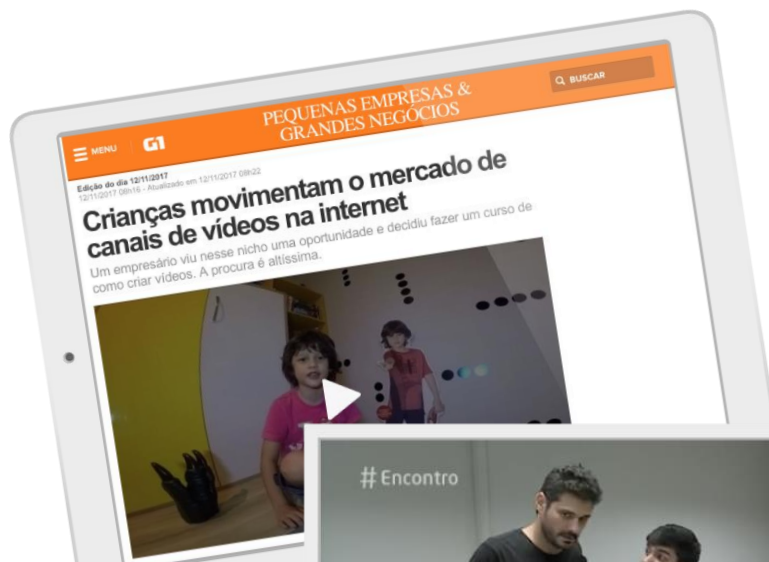 MENU G1 PEQUENAS EMPRESAS & GRANDES NEGÓCIOS BUSCAR
Edição do dia 12/11/2017
12/11/2017 08h16 - Atualizado em 12/11/2017 08h22
Crianças movimentam o mercado de
canais de vídeos na internet
Um empresário viu nesse nicho uma oportunidade e decidiu fazer um curso de
como criar vídeos. A procura é altíssima.
#Encontro